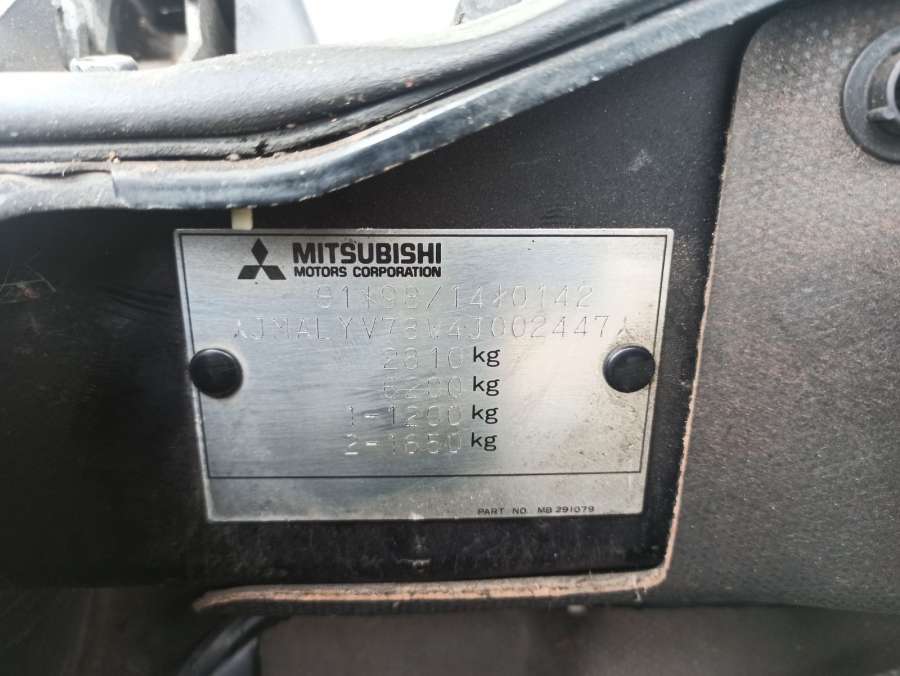 MITSUBISHI
MOTORS CORPORATION
91*98/14*0142
*JMALYV78W4J002447*
2810 kg
6200 kg
1-1200 kg
2-1650 kg
PART NO. MB 291079